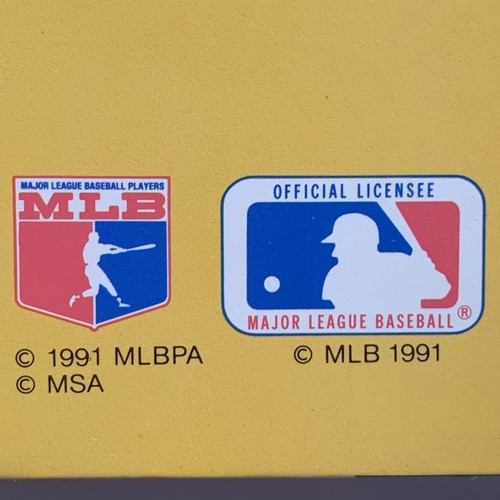 MAJOR LEAGUE BASEBALL PLAYERS
MLB
© 1991 MLBPA
© MSA
OFFICIAL LICENSEE
MAJOR LEAGUE BASEBALL®
© MLB 1991